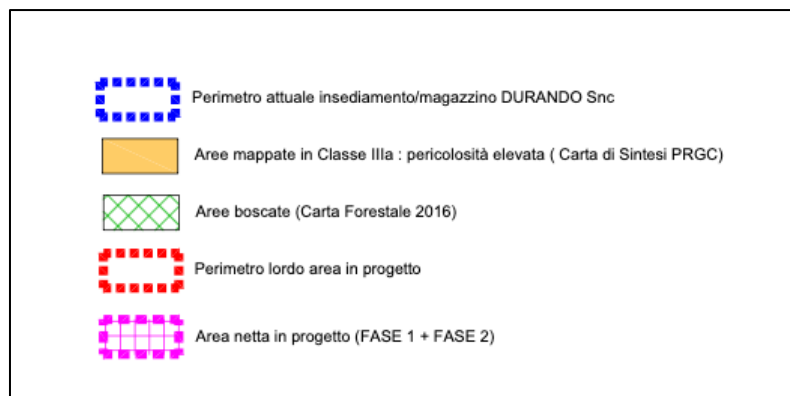 Perimetro attuale insediamento/magazzino DURANDO Snc
Aree mappate in Classe IIIa : pericolosità elevata ( Carta di Sintesi PRGC)
Aree boscate (Carta Forestale 2016)
Perimetro lordo area in progetto
Area netta in progetto (FASE 1 + FASE 2)